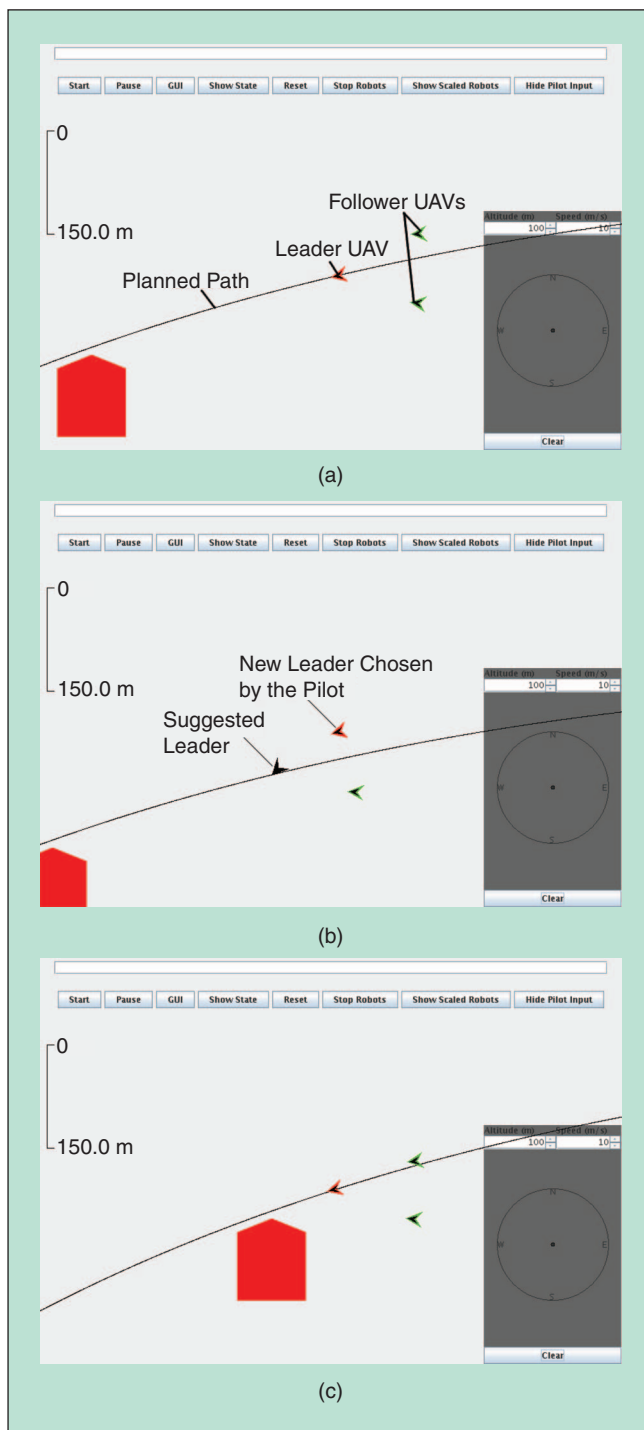 Start Pause GUI Show State Reset Stop Robots Show Scaled Robots Hide Pilot Input
0
Follower UAVs
Altitude (m) Speed (m/s)
150.0 m
100 10
Leader UAV
Planned Path
N
W E
S
Clear
(a)
Start Pause GUI Show State Reset Stop Robots Show Scaled Robots Hide Pilot Input
0
New Leader Chosen
by the Pilot
Altitude (m) Speed (m/s)
150.0 m
100 10
Suggested
Leader
N
W E
S
Clear
(b)
Start Pause GUI Show State Reset Stop Robots Show Scaled Robots Hide Pilot Input
0
Altitude (m) Speed (m/s)
150.0 m
100 10
N
W E
S
Clear
(c)